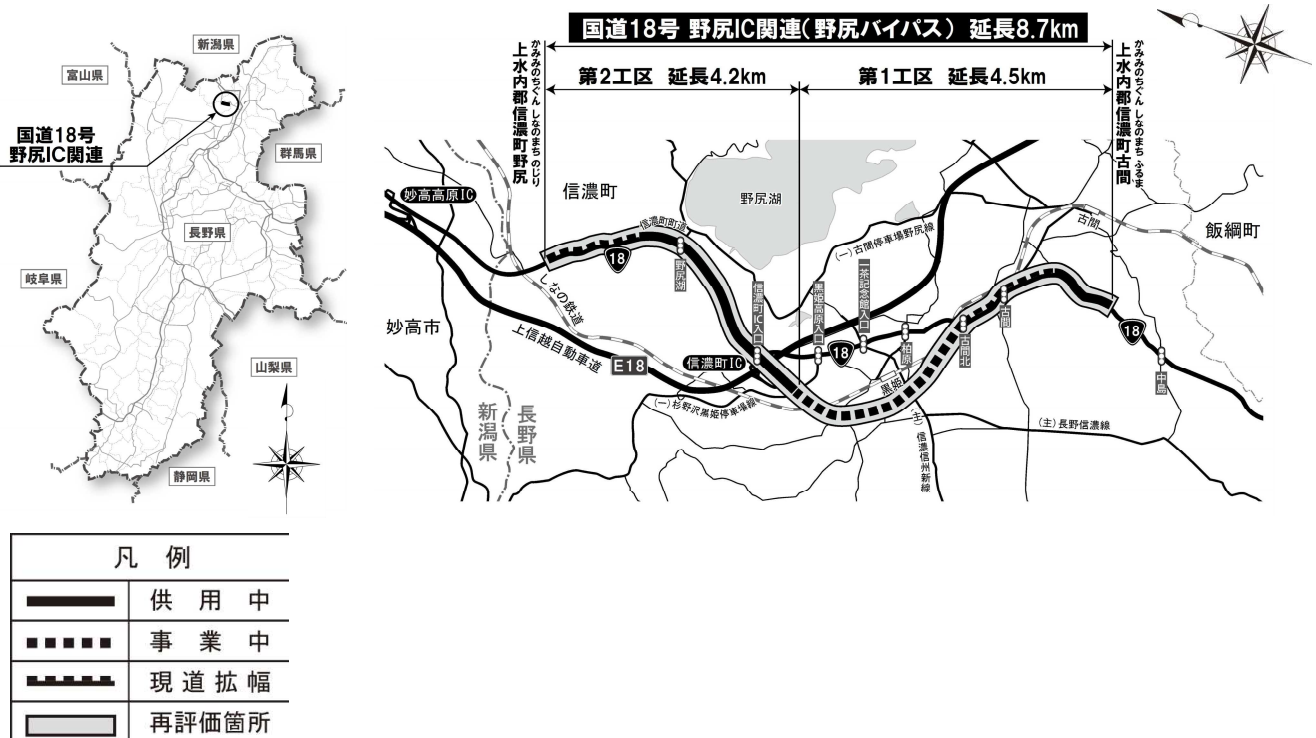 新潟県
富山県
国道18号
野尻IC関連
群馬県
長野県
岐阜県
山梨県
静岡県
国道18号 野尻IC関連(野尻バイパス) 延長8.7km
第2工区 延長4.2km
第1工区 延長4.5km
かみみのちぐん しなのまち のじり
上水内郡信濃町野尻
かみみのちぐん しなのまち ふるま
上水内郡信濃町古間
妙高高原IC
信濃町
野尻湖
飯綱町
信濃町町道
18
野尻湖
(一)古間停車場野尻線
古間
しなの鉄道
信濃町IC入口
黒姫高原入口
一茶記念館入口
古間
妙高市
上信越自動車道
E18
信濃町IC
18
柏原
古間北
18
中島
黒姫
新潟県
長野県
(一)杉野沢黒姫停車場線
(主)信濃信州新線
(主)長野信濃線
凡 例
供 用 中
事 業 中
現 道 拡 幅
再評価箇所